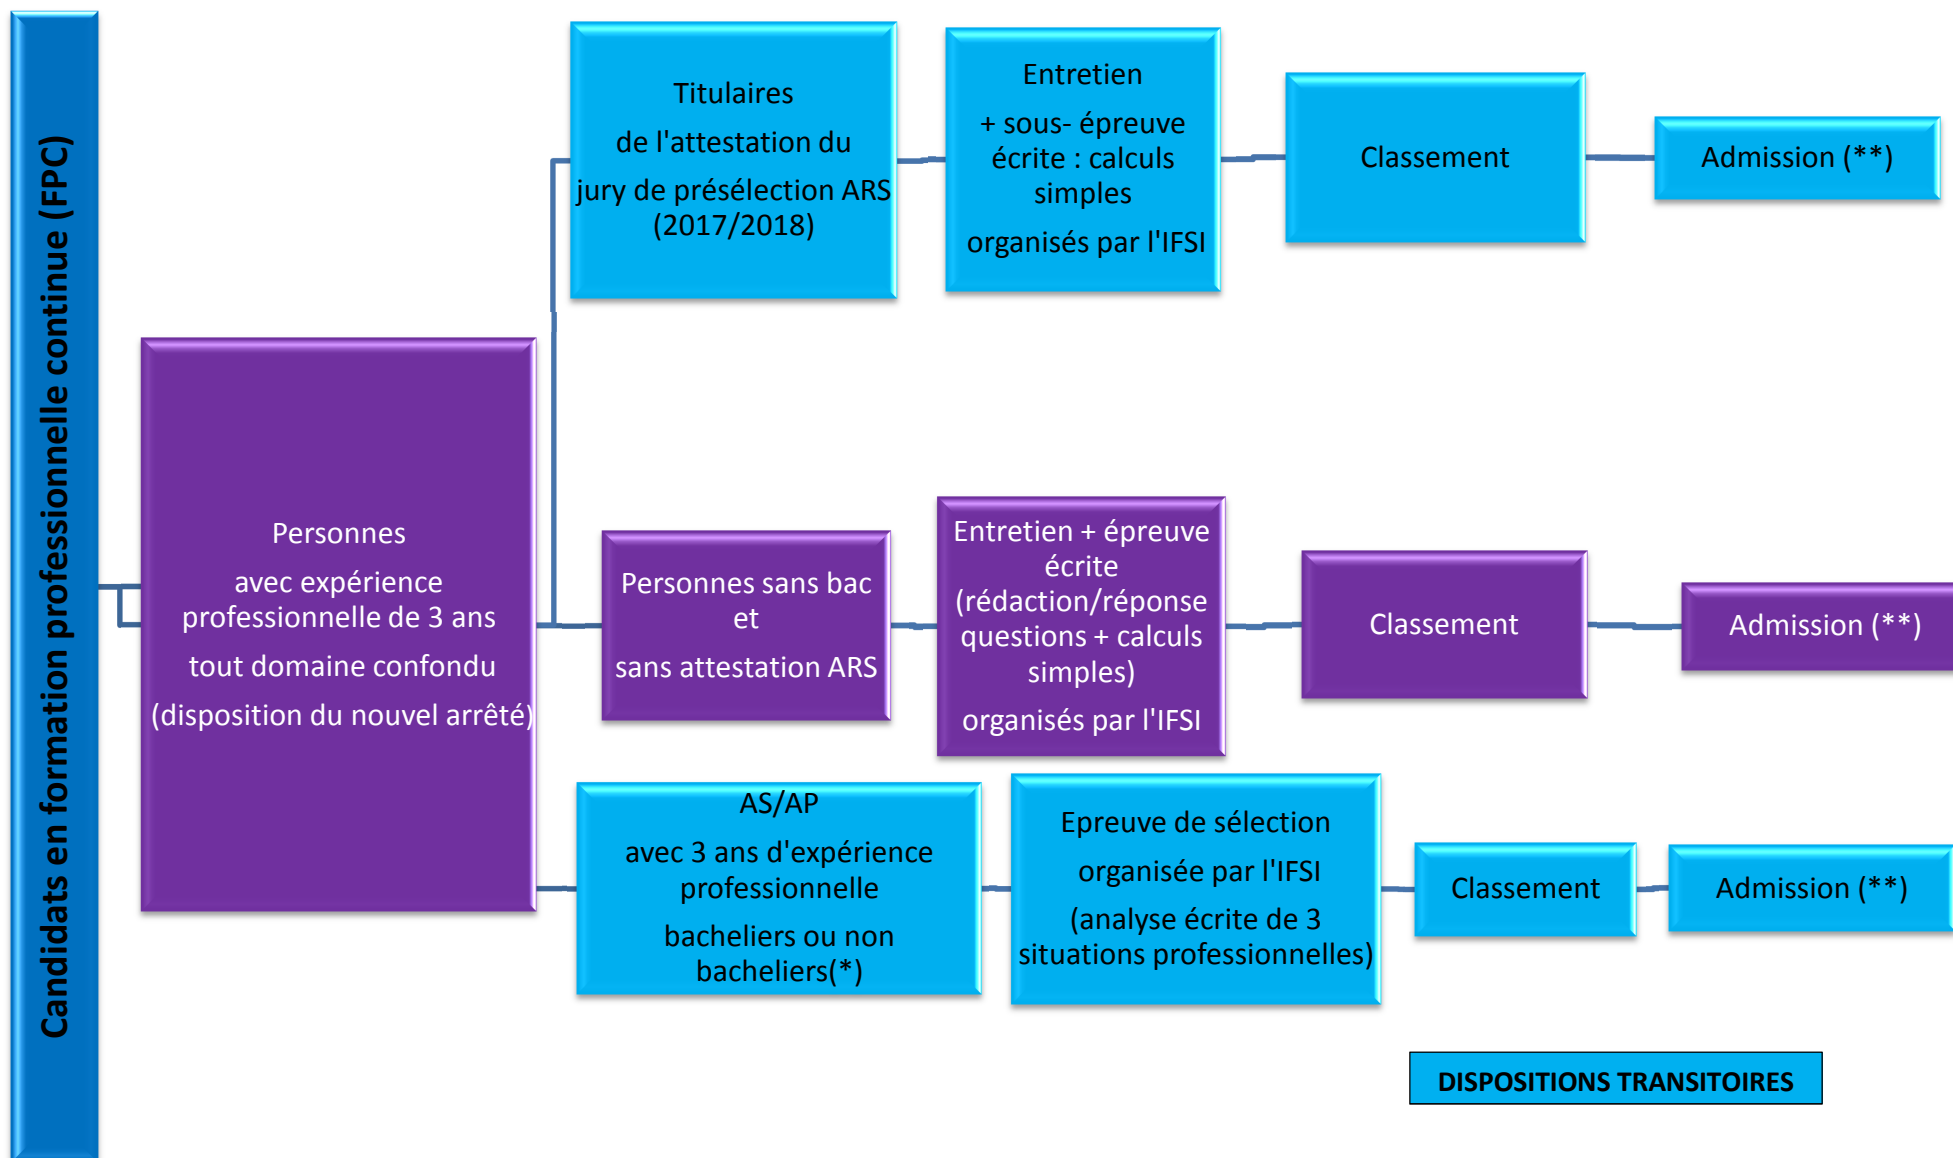 Candidats en formation professionnelle continue (FPC)
Personnes
avec expérience
professionnelle de 3 ans
tout domaine confondu
(disposition du nouvel arrêté)
Titulaires
de l'attestation du
jury de présélection ARS
(2017/2018)
Entretien
+ sous- épreuve
écrite : calculs
simples
organisés par l'IFSI
Classement
Admission (**)
Personnes sans bac
et
sans attestation ARS
Entretien + épreuve
écrite
(rédaction/réponse
questions + calculs
simples)
organisés par l'IFSI
Classement
Admission (**)
AS/AP
avec 3 ans d'expérience
professionnelle
bacheliers ou non
bacheliers(*)
Epreuve de sélection
organisée par l'IFSI
(analyse écrite de 3
situations professionnelles)
Classement
Admission (**)
DISPOSITIONS TRANSITOIRES